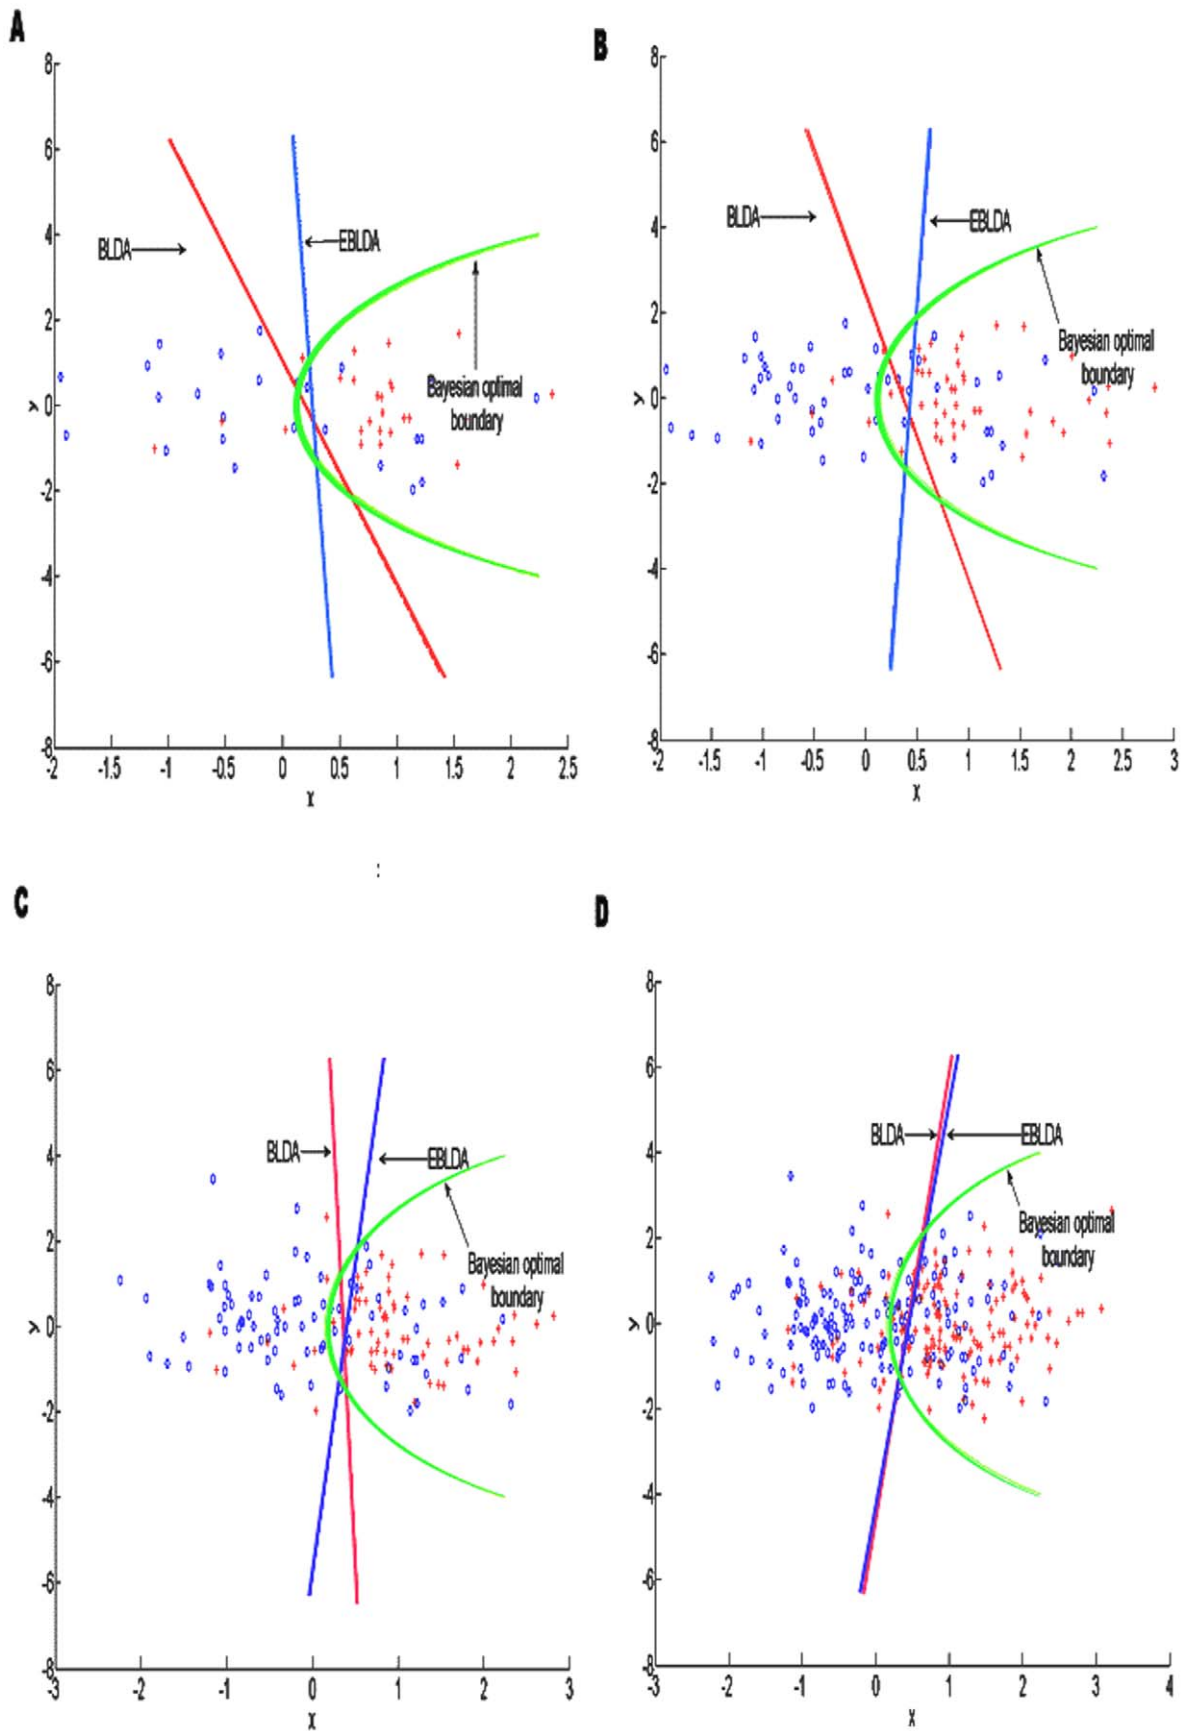 A
8
6
4
2
0
-2
-4
-6
-8
y
BLDA
EBLDA
Bayesian optimal
boundary
-2 -1.5 -1 -0.5 0 0.5 1 1.5 2 2.5
x
B
8
6
4
2
0
-2
-4
-6
-8
y
BLDA
EBLDA
Bayesian optimal
boundary
-2 -1.5 -1 -0.5 0 0.5 1 1.5 2 2.5 3
x
:
C
8
6
4
2
0
-2
-4
-6
-8
y
BLDA
EBLDA
Bayesian optimal
boundary
-3 -2 -1 0 1 2 3
x
D
8
6
4
2
0
-2
-4
-6
-8
y
BLDA
EBLDA
Bayesian optimal
boundary
-3 -2 -1 0 1 2 3 4
x